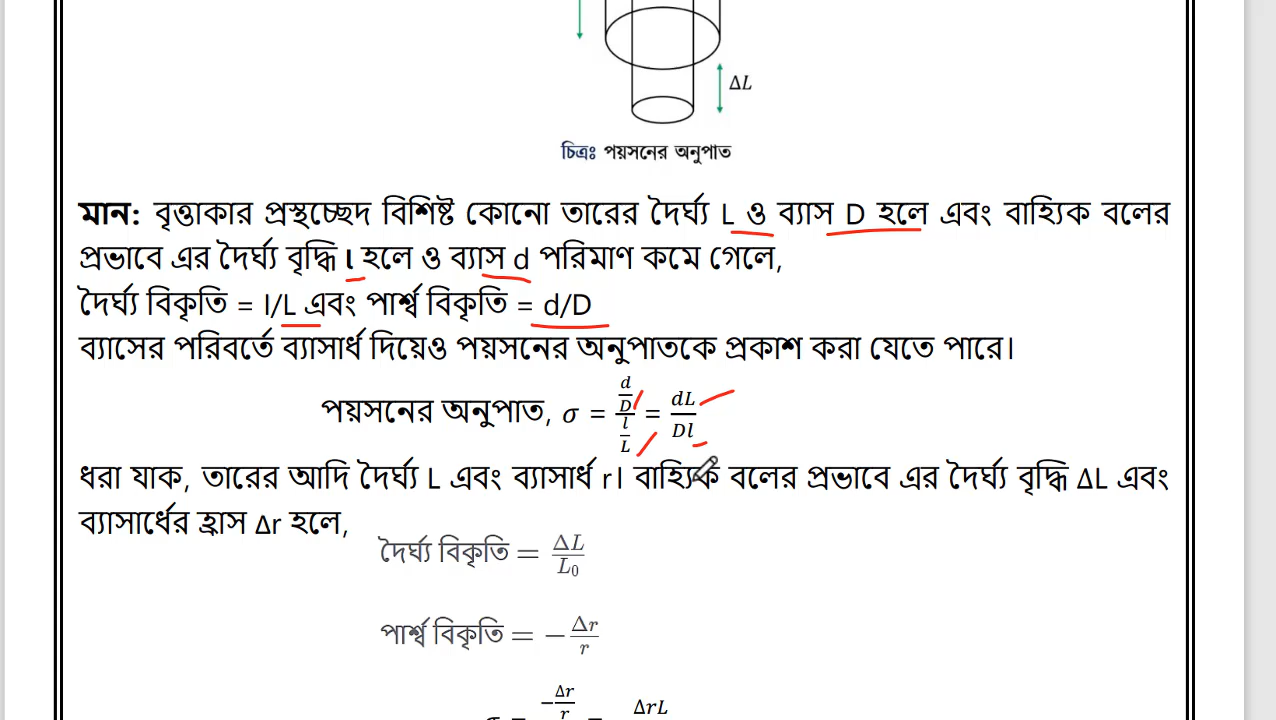 ΔL
চিত্রঃ পয়সনের অনুপাত
মান: বৃত্তাকার প্রস্থচ্ছেদ বিশিষ্ট কোনো তারের দৈর্ঘ্য L ও ব্যাস D হলে এবং বাহ্যিক বলের
প্রভাবে এর দৈর্ঘ্য বৃদ্ধি l হলে ও ব্যাস d পরিমাণ কমে গেলে,
দৈর্ঘ্য বিকৃতি = l/L এবং পার্শ্ব বিকৃতি = d/D
ব্যাসের পরিবর্তে ব্যাসার্ধ দিয়েও পয়সনের অনুপাতকে প্রকাশ করা যেতে পারে।
পয়সনের অনুপাত, σ = (d/D)/(l/L) = dL/Dl
ধরা যাক, তারের আদি দৈর্ঘ্য L এবং ব্যাসার্ধ r। বাহ্যিক বলের প্রভাবে এর দৈর্ঘ্য বৃদ্ধি ΔL এবং
ব্যাসার্ধের হ্রাস Δr হলে,
দৈর্ঘ্য বিকৃতি = ΔL/L₀
পার্শ্ব বিকৃতি = −Δr/r
−Δr/r = ΔrL